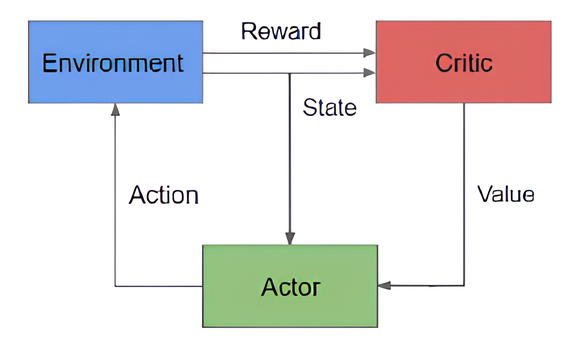 Reward
Environment
Critic
State
Action
Value
Actor